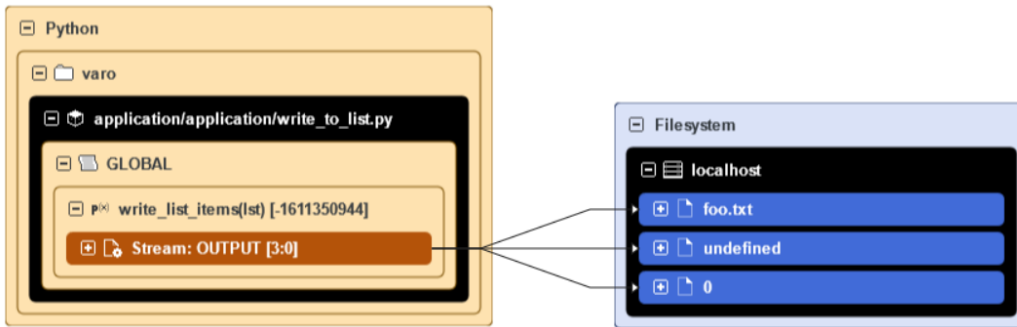 Python
varo
application/application/write_to_list.py
GLOBAL
P(x) write_list_items(lst) [-1611350944]
Stream: OUTPUT [3:0]
Filesystem
localhost
foo.txt
undefined
0